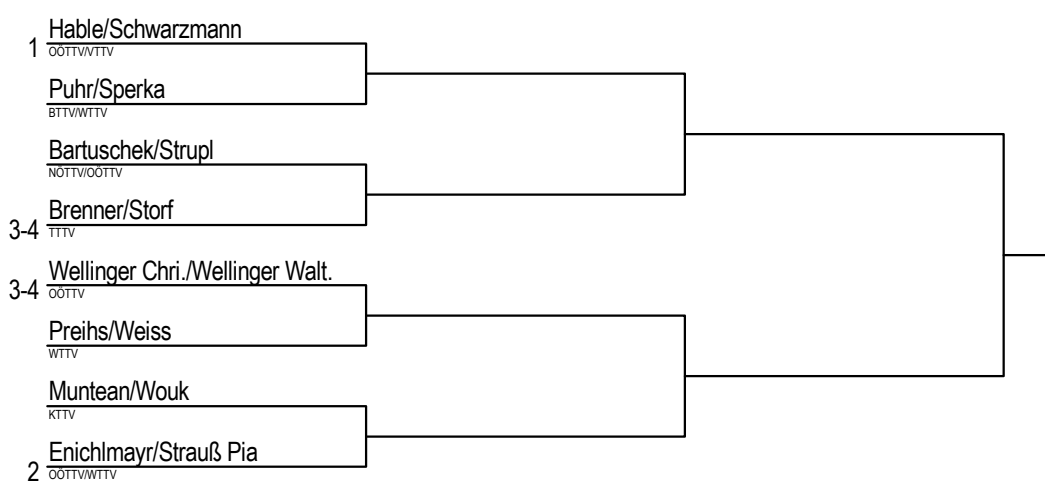 Hable/Schwarzmann
1
OÖTTV/VTTV
Puhr/Sperka
BTTV/WTTV
Bartuschek/Strupl
NÖTTV/OÖTTV
Brenner/Storf
3-4
TTTV
Wellinger Chri./Wellinger Walt.
3-4
OÖTTV
Preihs/Weiss
WTTV
Muntean/Wouk
KTTV
Enichlmayr/Strauß Pia
2
OÖTTV/WTTV